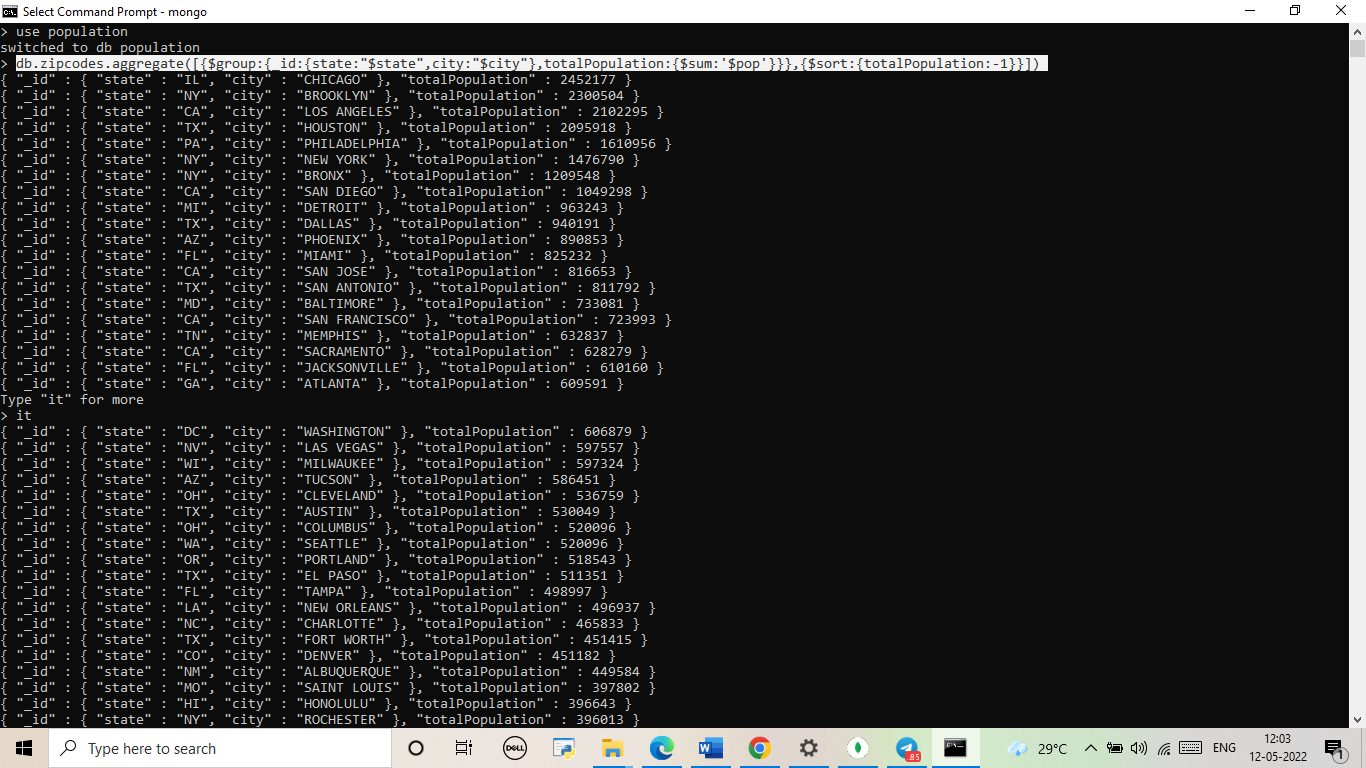 Select Command Prompt - mongo
> use population
switched to db population
> db.zipcodes.aggregate([{$group:{_id:{state:"$state",city:"$city"},totalPopulation:{$sum:'$pop'}}},{$sort:{totalPopulation:-1}}])
{ "_id" : { "state" : "IL", "city" : "CHICAGO" }, "totalPopulation" : 2452177 }
{ "_id" : { "state" : "NY", "city" : "BROOKLYN" }, "totalPopulation" : 2300504 }
{ "_id" : { "state" : "CA", "city" : "LOS ANGELES" }, "totalPopulation" : 2102295 }
{ "_id" : { "state" : "TX", "city" : "HOUSTON" }, "totalPopulation" : 2095918 }
{ "_id" : { "state" : "PA", "city" : "PHILADELPHIA" }, "totalPopulation" : 1610956 }
{ "_id" : { "state" : "NY", "city" : "NEW YORK" }, "totalPopulation" : 1476790 }
{ "_id" : { "state" : "NY", "city" : "BRONX" }, "totalPopulation" : 1209548 }
{ "_id" : { "state" : "CA", "city" : "SAN DIEGO" }, "totalPopulation" : 1049298 }
{ "_id" : { "state" : "MI", "city" : "DETROIT" }, "totalPopulation" : 963243 }
{ "_id" : { "state" : "TX", "city" : "DALLAS" }, "totalPopulation" : 940191 }
{ "_id" : { "state" : "AZ", "city" : "PHOENIX" }, "totalPopulation" : 890853 }
{ "_id" : { "state" : "FL", "city" : "MIAMI" }, "totalPopulation" : 825232 }
{ "_id" : { "state" : "CA", "city" : "SAN JOSE" }, "totalPopulation" : 816653 }
{ "_id" : { "state" : "TX", "city" : "SAN ANTONIO" }, "totalPopulation" : 811792 }
{ "_id" : { "state" : "MD", "city" : "BALTIMORE" }, "totalPopulation" : 733081 }
{ "_id" : { "state" : "CA", "city" : "SAN FRANCISCO" }, "totalPopulation" : 723993 }
{ "_id" : { "state" : "TN", "city" : "MEMPHIS" }, "totalPopulation" : 632837 }
{ "_id" : { "state" : "CA", "city" : "SACRAMENTO" }, "totalPopulation" : 628279 }
{ "_id" : { "state" : "FL", "city" : "JACKSONVILLE" }, "totalPopulation" : 610160 }
{ "_id" : { "state" : "GA", "city" : "ATLANTA" }, "totalPopulation" : 609591 }
Type "it" for more
> it
{ "_id" : { "state" : "DC", "city" : "WASHINGTON" }, "totalPopulation" : 606879 }
{ "_id" : { "state" : "NV", "city" : "LAS VEGAS" }, "totalPopulation" : 597557 }
{ "_id" : { "state" : "WI", "city" : "MILWAUKEE" }, "totalPopulation" : 597324 }
{ "_id" : { "state" : "AZ", "city" : "TUCSON" }, "totalPopulation" : 586451 }
{ "_id" : { "state" : "OH", "city" : "CLEVELAND" }, "totalPopulation" : 536759 }
{ "_id" : { "state" : "TX", "city" : "AUSTIN" }, "totalPopulation" : 530049 }
{ "_id" : { "state" : "OH", "city" : "COLUMBUS" }, "totalPopulation" : 520096 }
{ "_id" : { "state" : "WA", "city" : "SEATTLE" }, "totalPopulation" : 520096 }
{ "_id" : { "state" : "OR", "city" : "PORTLAND" }, "totalPopulation" : 518543 }
{ "_id" : { "state" : "TX", "city" : "EL PASO" }, "totalPopulation" : 511351 }
{ "_id" : { "state" : "FL", "city" : "TAMPA" }, "totalPopulation" : 498997 }
{ "_id" : { "state" : "LA", "city" : "NEW ORLEANS" }, "totalPopulation" : 496937 }
{ "_id" : { "state" : "NC", "city" : "CHARLOTTE" }, "totalPopulation" : 465833 }
{ "_id" : { "state" : "TX", "city" : "FORT WORTH" }, "totalPopulation" : 451415 }
{ "_id" : { "state" : "CO", "city" : "DENVER" }, "totalPopulation" : 451182 }
{ "_id" : { "state" : "NM", "city" : "ALBUQUERQUE" }, "totalPopulation" : 449584 }
{ "_id" : { "state" : "MO", "city" : "SAINT LOUIS" }, "totalPopulation" : 397802 }
{ "_id" : { "state" : "HI", "city" : "HONOLULU" }, "totalPopulation" : 396643 }
{ "_id" : { "state" : "NY", "city" : "ROCHESTER" }, "totalPopulation" : 396013 }
Type here to search
DELL
.85
29°C
ENG
12:03
12-05-2022
1